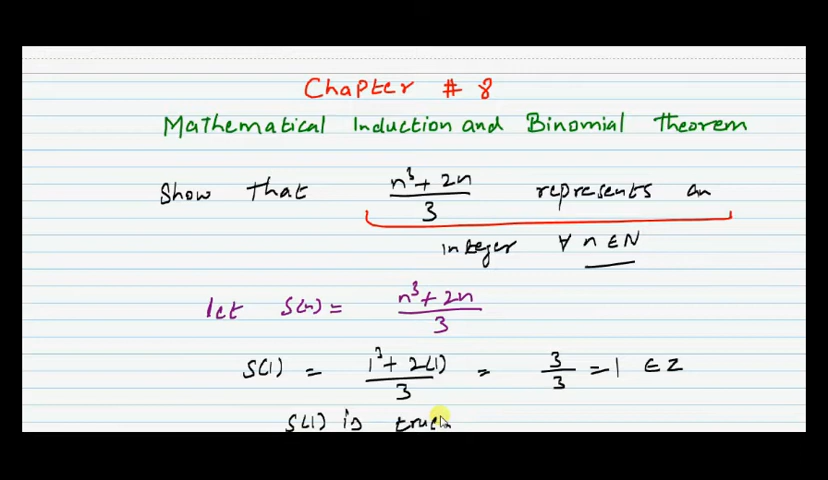 Chapter # 8
Mathematical Induction and Binomial Theorem
Show that (n³ + 2n)/3 represents an
integer ∀ n ∈ N
let S(n) = (n³ + 2n)/3
S(1) = (1³ + 2(1))/3 = 3/3 = 1 ∈ Z
S(1) is true